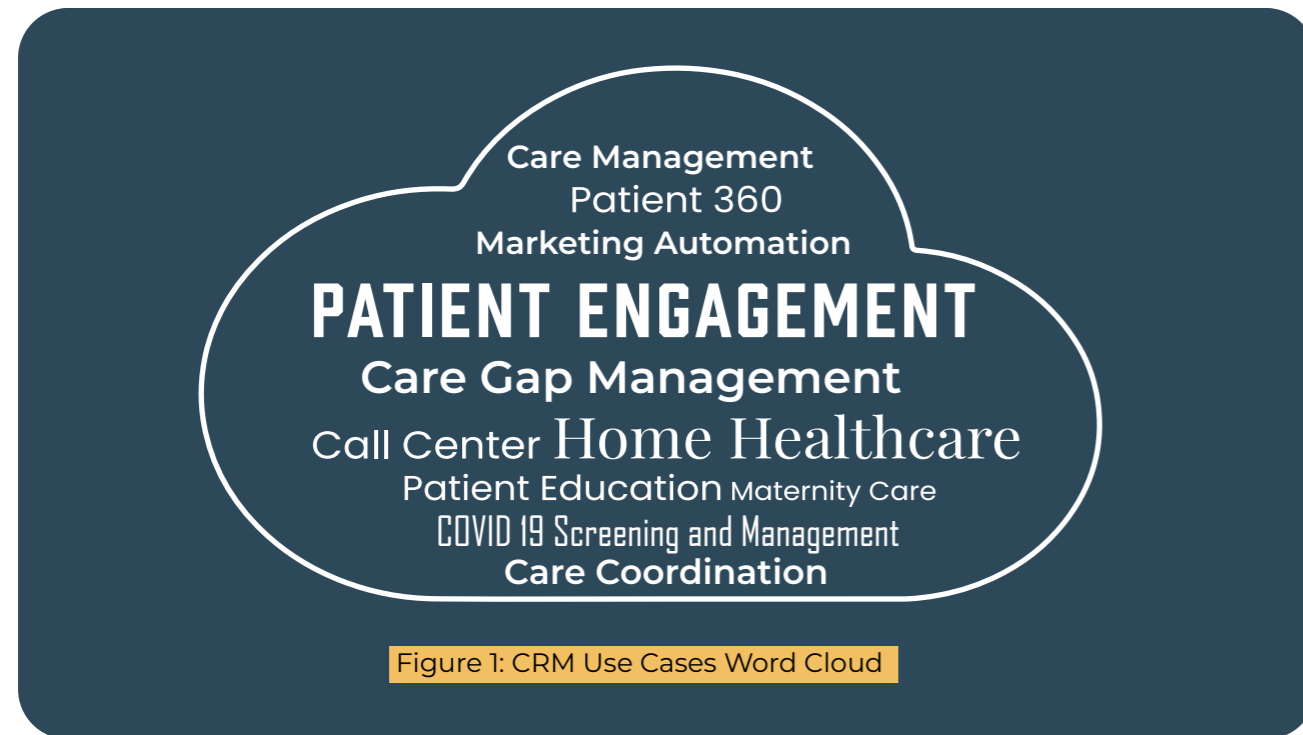 Care Management
Patient 360
Marketing Automation
PATIENT ENGAGEMENT
Care Gap Management
Call Center Home Healthcare
Patient Education Maternity Care
COVID 19 Screening and Management
Care Coordination
Figure 1: CRM Use Cases Word Cloud